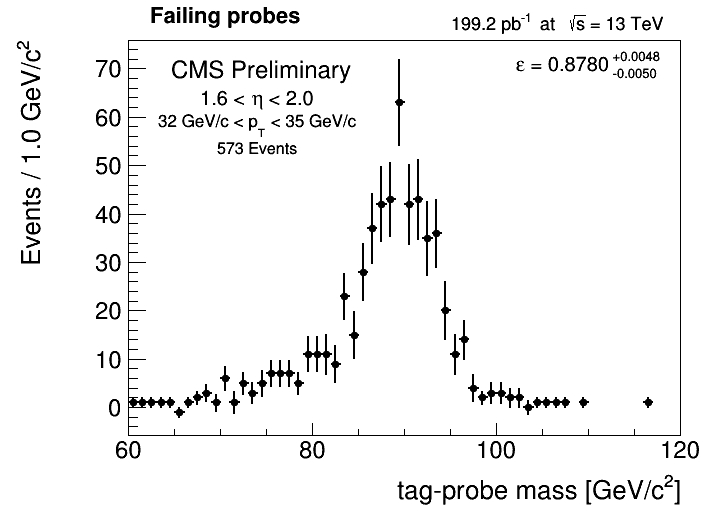 Failing probes
199.2 pb⁻¹ at √s = 13 TeV
CMS Preliminary
1.6 < η < 2.0
32 GeV/c < p_T < 35 GeV/c
573 Events
ε = 0.8780 +0.0048 -0.0050
Events / 1.0 GeV/c²
70
60
50
40
30
20
10
0
60 80 100 120
tag-probe mass [GeV/c²]